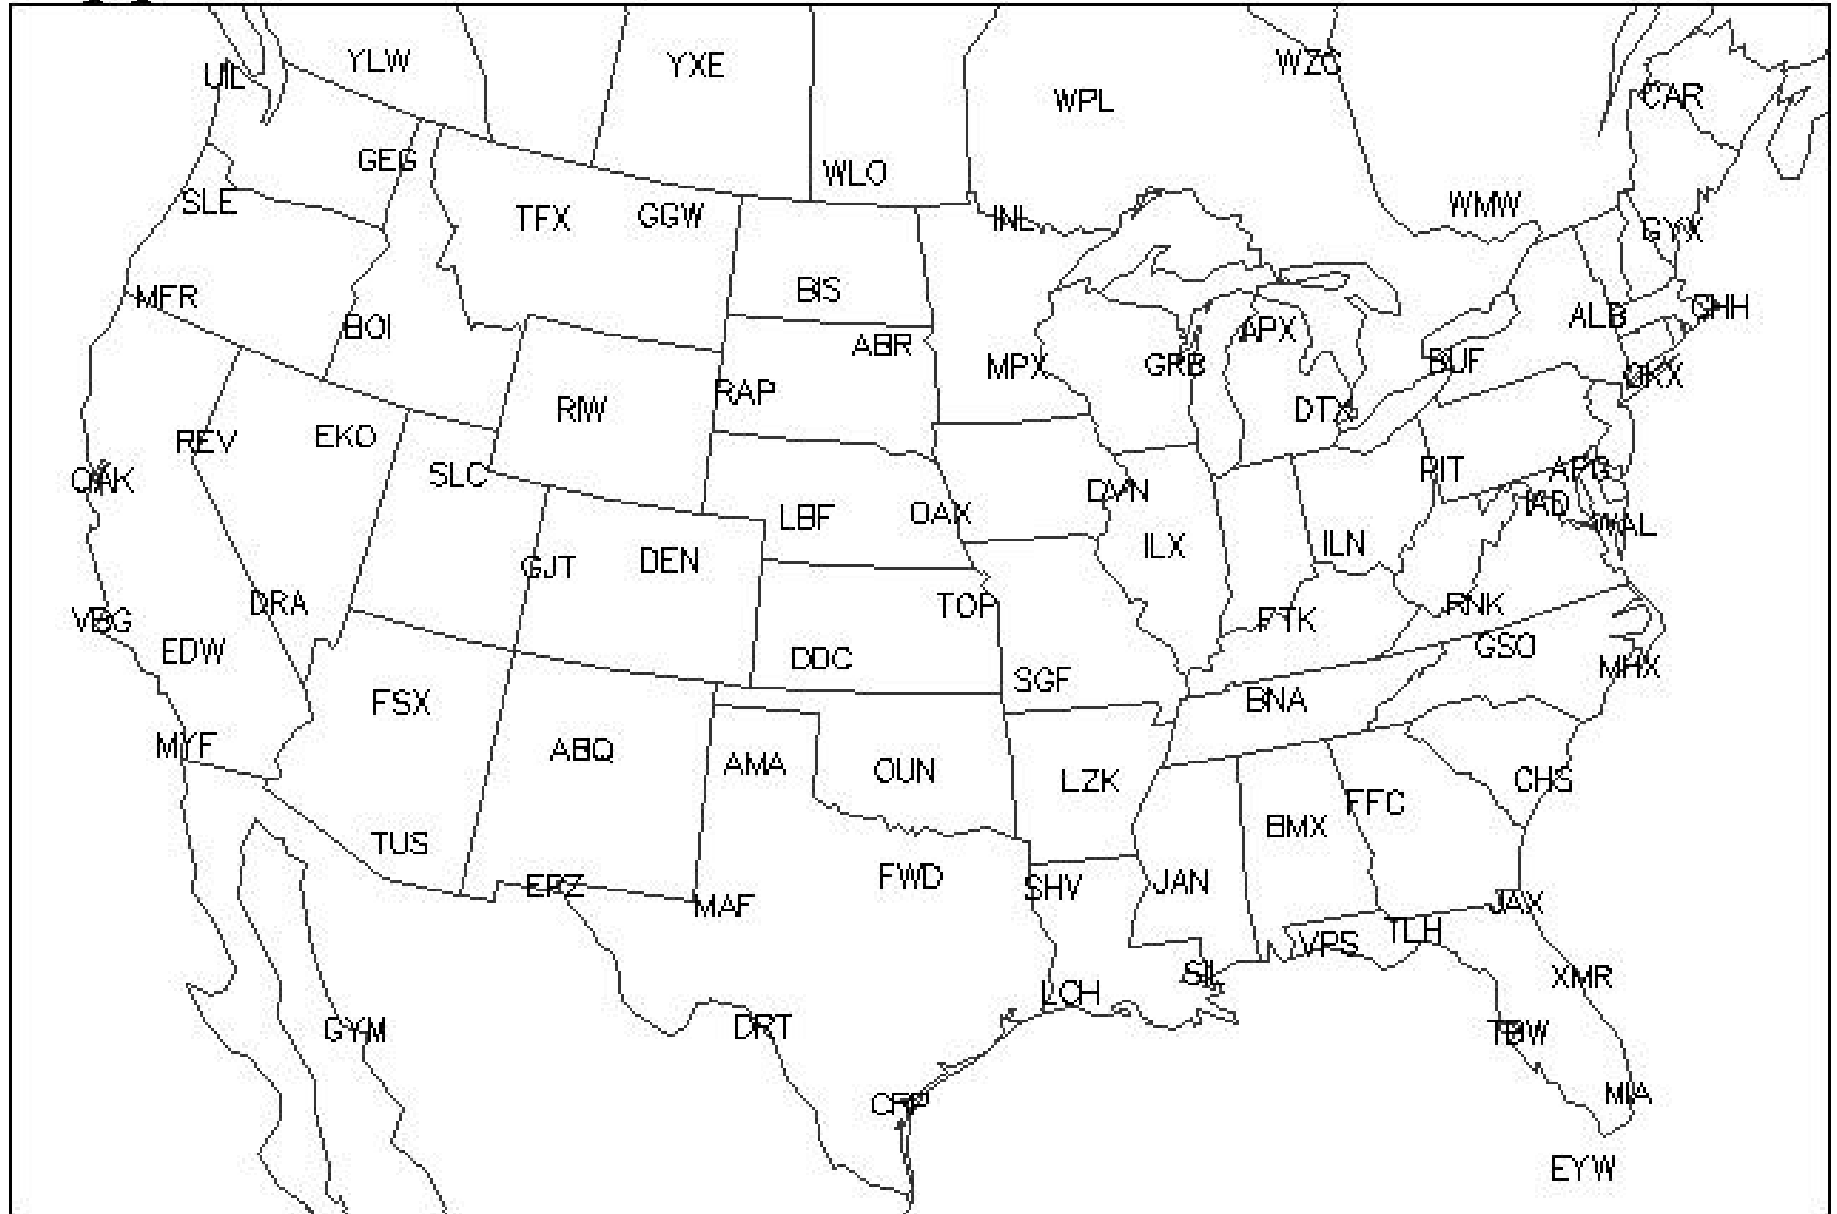 YLW
YXE
WZC
UIL
WPL
CAR
GEG
WLO
SLE
TFX
GGW
INL
WMW
GYX
MFR
BOI
BIS
ALB
CHH
ABR
APX
MPX
GRB
BUF
OKX
RAP
RIW
DTX
REV
EKO
OAK
SLC
DVN
PIT
APG
LBF
OAX
IAD
WAL
GJT
DEN
ILX
ILN
VBG
DRA
TOP
FTK
RNK
EDW
DDC
SGF
GSO
MHX
FSX
BNA
MYF
ABQ
AMA
OUN
LZK
CHS
TUS
FFC
BMX
EPZ
MAF
FWD
SHV
JAN
JAX
TLH
VPS
LCH
SIL
XMR
GYM
DRT
TBW
CRP
MIA
EYW